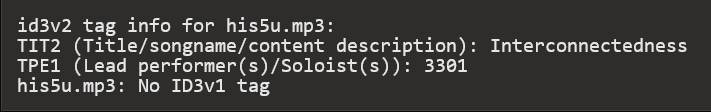 id3v2 tag info for his5u.mp3:
TIT2 (Title/songname/content description): Interconnectedness
TPE1 (Lead performer(s)/Soloist(s)): 3301
his5u.mp3: No ID3v1 tag